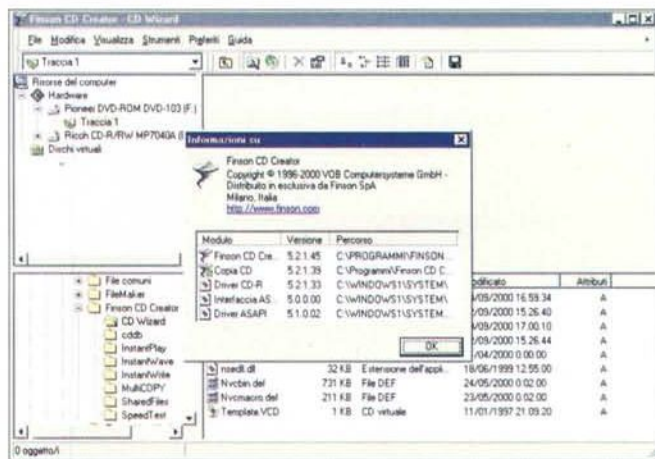 Finson CD Creator - CD Wizard
File Modifica Visualizza Strumenti Preferiti Guida
Traccia 1
Risorse del computer
Hardware
Pioneer DVD-ROM DVD-103 (F:)
Traccia 1
Ricoh CD-R/RW MP7040A
Dischi virtuali
Informazioni su
Finson CD Creator
Copyright © 1996-2000 VOB Computersysteme GmbH -
Distribuito in esclusiva da Finson SpA
Milano, Italia
http://www.finson.com
Modulo Versione Percorso
Finson CD Cre... 5.2.1.45 C:\PROGRAMMI\FINSON...
Copia CD 5.2.1.39 C:\Programmi\Finson CD C...
Driver CD-R 5.2.1.33 C:\WINDOWS1\SYSTEM\
Interfaccia AS... 5.0.0.00 C:\WINDOWS1\SYSTEM\
Driver ASAPI 5.1.0.02 C:\WINDOWS1\SYSTEM...
OK
File comuni
FileMaker
Finson CD Creator
CD Wizard
cddb
InstantPlay
InstantWave
InstantWrite
MultiCOPY
SharedFiles
SpeedTest
odificato Attributi
/09/2000 16.59.34 A
/09/2000 15.26.40 A
/09/2000 17.00.10 A
/09/2000 15.26.44 A
/04/2000 0.00.00 A
nsedll.dll 32 KB Estensione dell'appli... 18/06/1999 12.55.00 A
Nvcbin.def 731 KB File DEF 24/05/2000 0.02.00 A
Nvcmacro.def 211 KB File DEF 23/05/2000 0.02.00 A
Template.VCD 1 KB CD virtuale 11/01/1997 21.09.20 A
0 oggetto/i